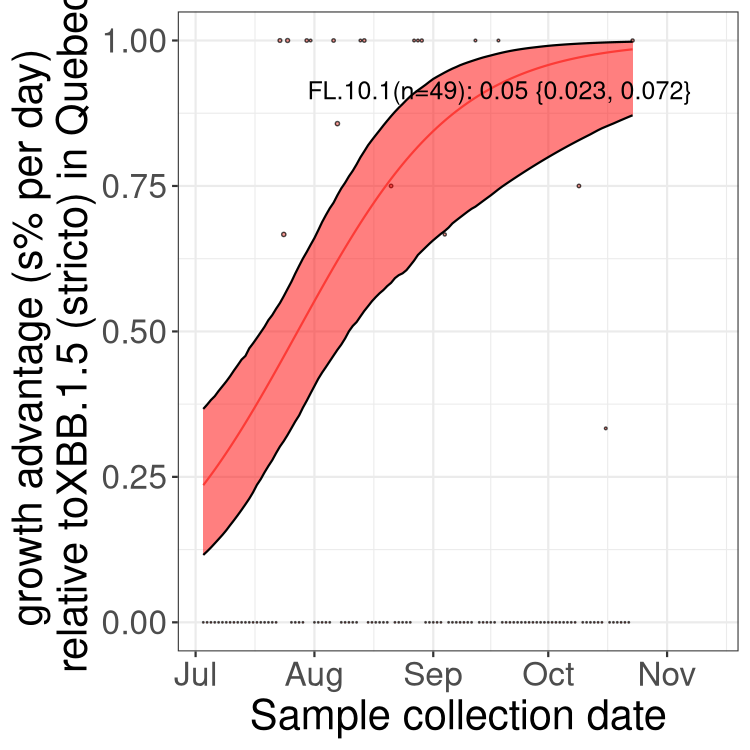 growth advantage (s% per day)
relative toXBB.1.5 (stricto) in Quebec
1.00
0.75
0.50
0.25
0.00
FL.10.1(n=49): 0.05 {0.023, 0.072}
Jul Aug Sep Oct Nov
Sample collection date